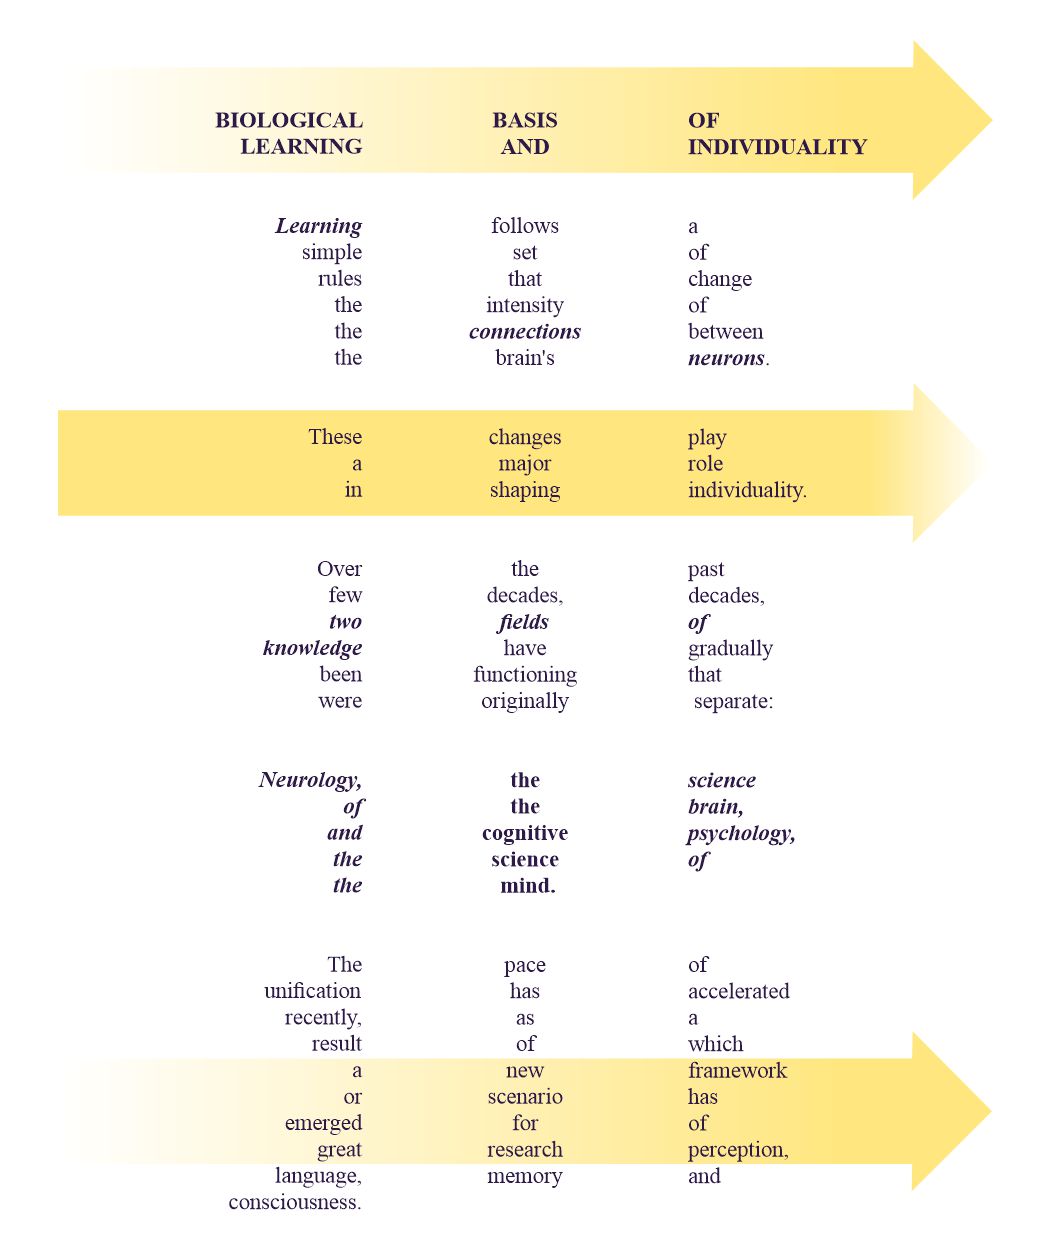 BIOLOGICAL BASIS OF
LEARNING AND INDIVIDUALITY
Learning follows a
simple set of
rules that change
the intensity of
the connections between
the brain's neurons.
These changes play
a major role
in shaping individuality.
Over the past
few decades, decades,
two fields of
knowledge have gradually
been functioning that
were originally separate:
Neurology, the science
of the brain,
and cognitive psychology,
the science of
the mind.
The pace of
unification has accelerated
recently, as a
result of which
a new framework
or scenario has
emerged for of
great research perception,
language, memory and
consciousness.